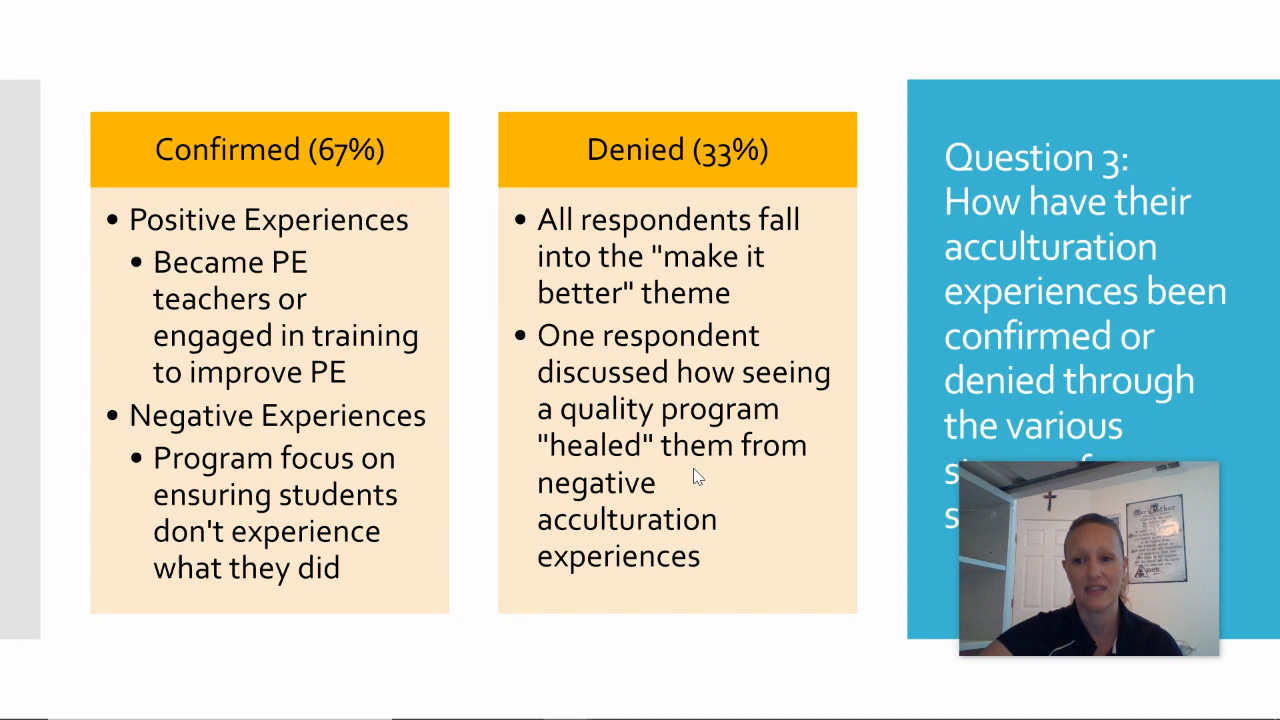 Confirmed (67%)
• Positive Experiences
• Became PE
teachers or
engaged in training
to improve PE
• Negative Experiences
• Program focus on
ensuring students
don't experience
what they did
Denied (33%)
• All respondents fall
into the "make it
better" theme
• One respondent
discussed how seeing
a quality program
"healed" them from
negative
acculturation
experiences
Question 3:
How have their
acculturation
experiences been
confirmed or
denied through
the various